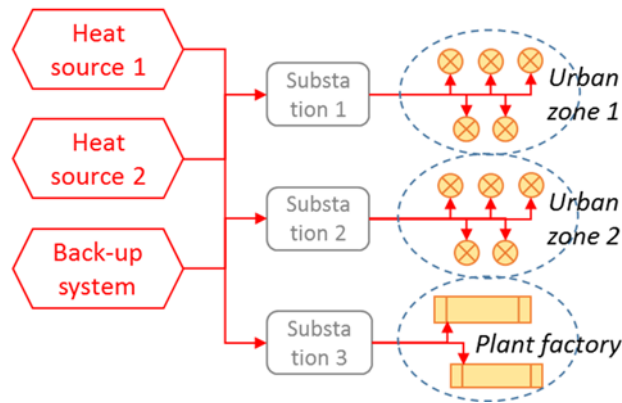 Heat
source 1
Heat
source 2
Back-up
system
Substa
tion 1
Substa
tion 2
Substa
tion 3
Urban
zone 1
Urban
zone 2
Plant factory